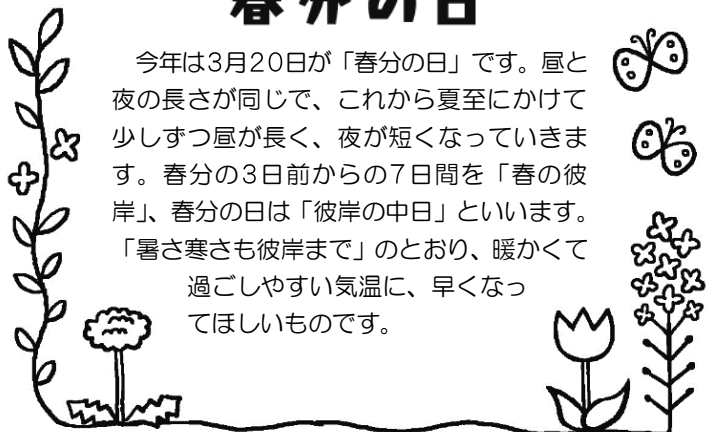 春分の日
今年は3月20日が「春分の日」です。昼と
夜の長さが同じで、これから夏至にかけて
少しずつ昼が長く、夜が短くなっていきま
す。春分の3日前からの7日間を「春の彼
岸」、春分の日は「彼岸の中日」といいます。
「暑さ寒さも彼岸まで」のとおり、暖かくて
過ごしやすい気温に、早くなっ
てほしいものです。